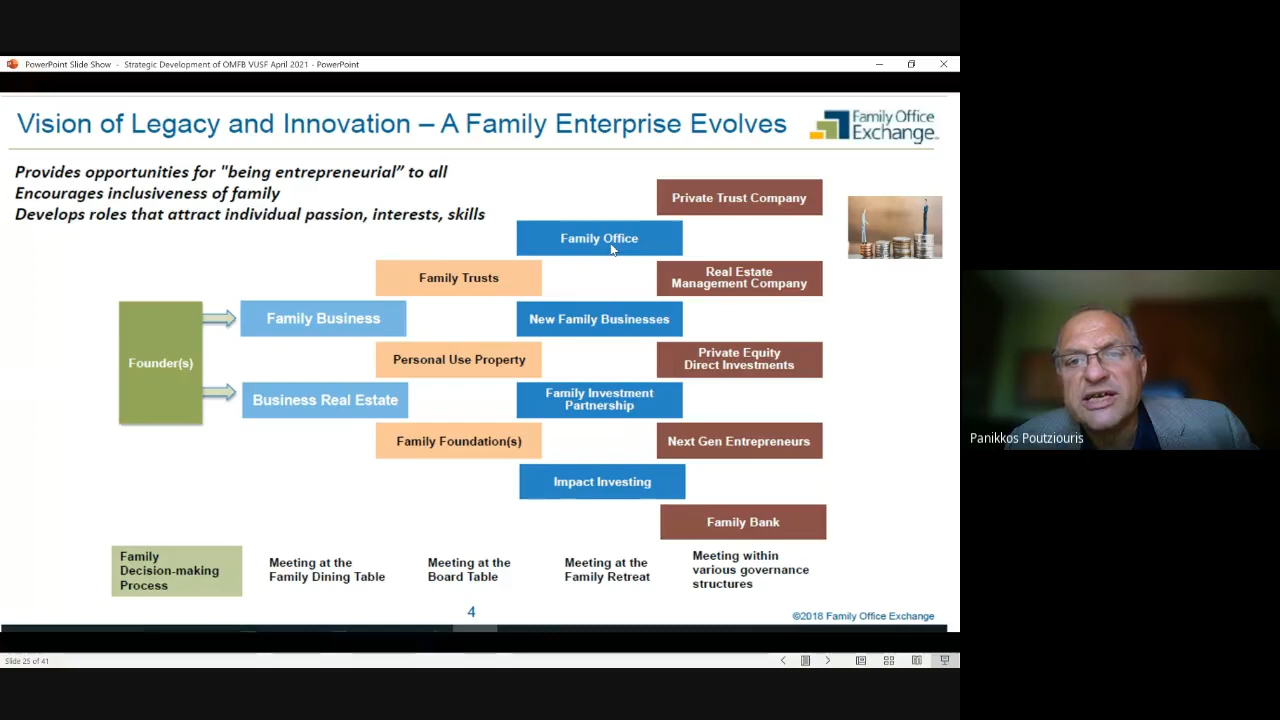 PowerPoint Slide Show - Strategic Development of OMFB VUSF April 2021 - PowerPoint
Vision of Legacy and Innovation – A Family Enterprise Evolves
Family Office
Exchange
Provides opportunities for "being entrepreneurial” to all
Encourages inclusiveness of family
Develops roles that attract individual passion, interests, skills
Private Trust Company
Family Office
Family Trusts
Real Estate
Management Company
Founder(s)
Family Business
New Family Businesses
Personal Use Property
Private Equity
Direct Investments
Business Real Estate
Family Investment
Partnership
Family Foundation(s)
Next Gen Entrepreneurs
Impact Investing
Family Bank
Family
Decision-making
Process
Meeting at the
Family Dining Table
Meeting at the
Board Table
Meeting at the
Family Retreat
Meeting within
various governance
structures
4
©2018 Family Office Exchange
Slide 25 of 41
Panikkos Poutziouris